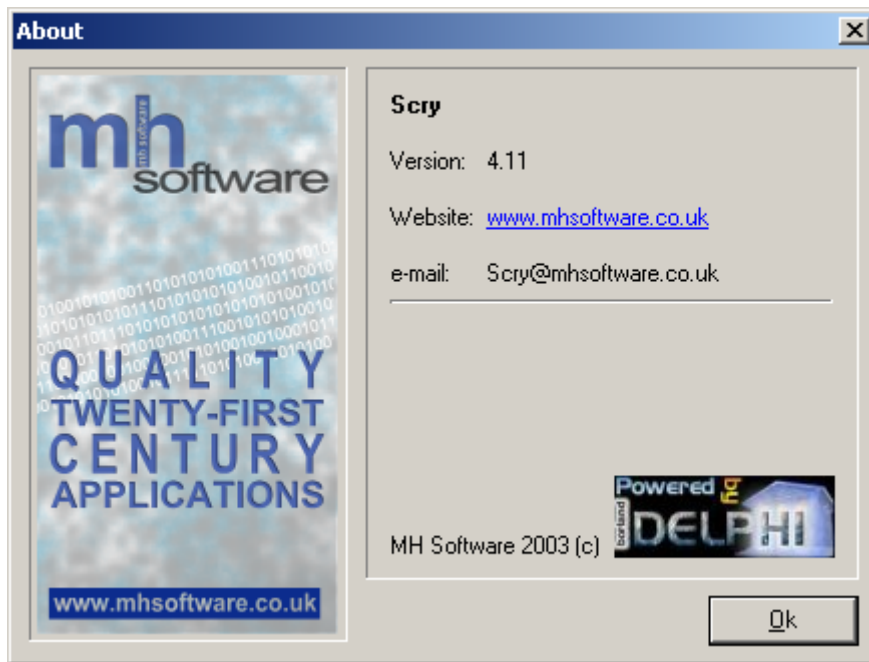 About
mh
mh software
software
QUALITY
TWENTY-FIRST
CENTURY
APPLICATIONS
www.mhsoftware.co.uk
Scry
Version: 4.11
Website: www.mhsoftware.co.uk
e-mail: Scry@mhsoftware.co.uk
MH Software 2003 (c)
Powered by
borland
DELPHI
Ok